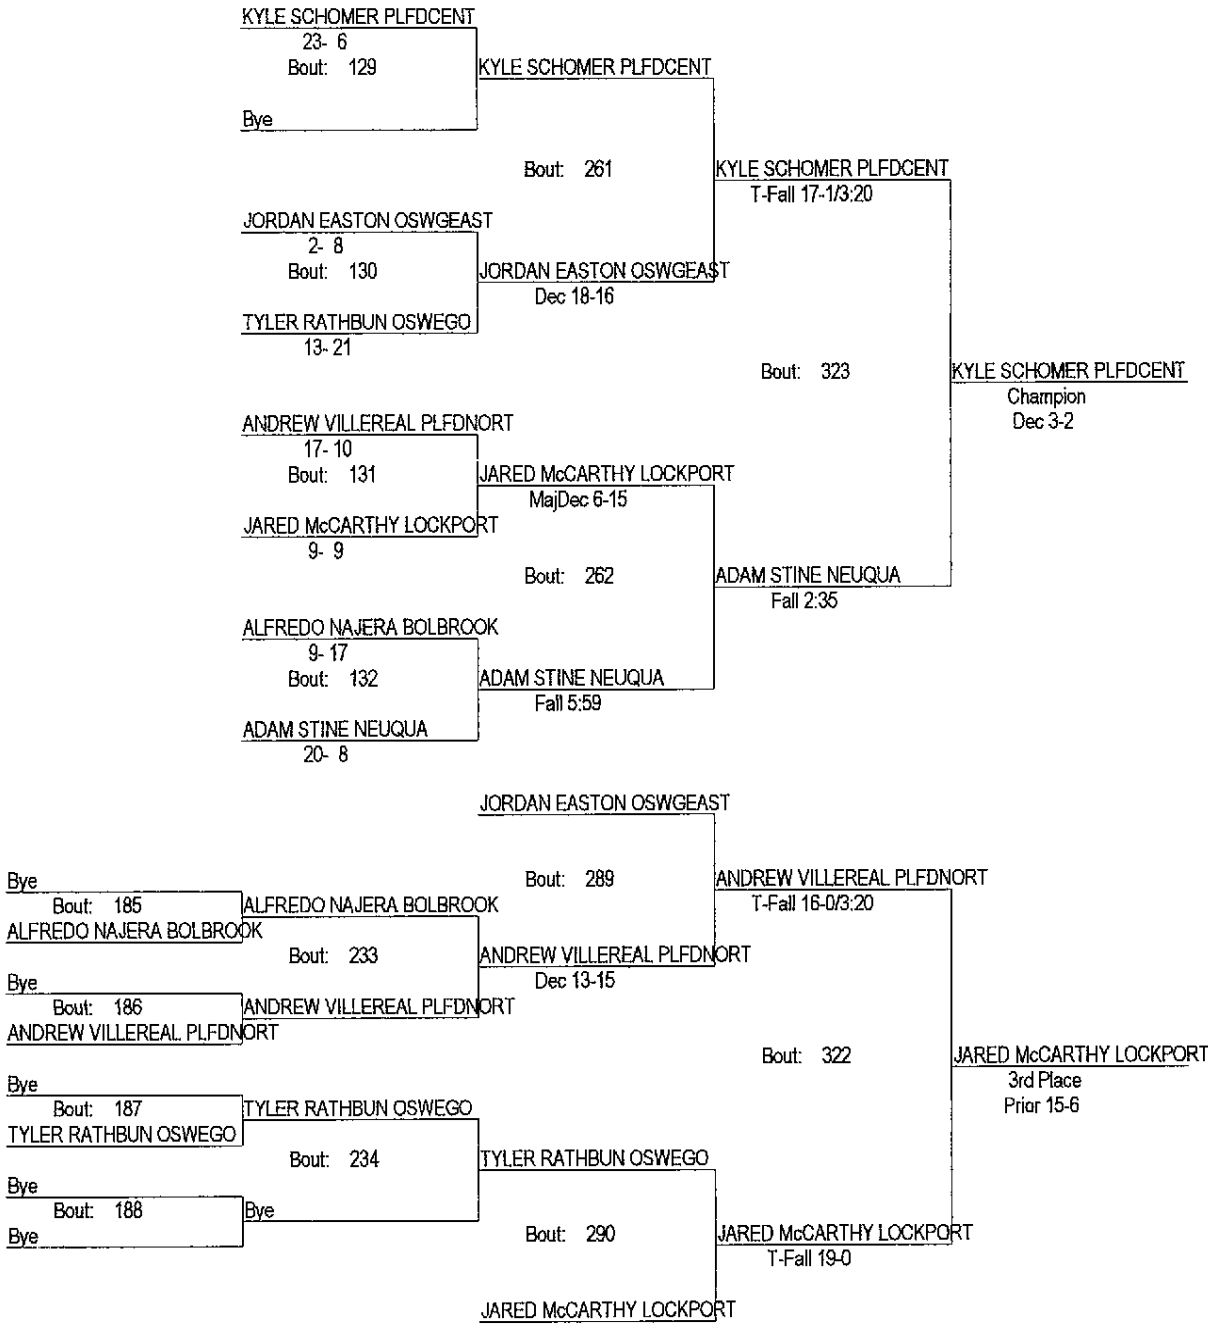 KYLE SCHOMER PLFDCENT
23- 6
Bout: 129
KYLE SCHOMER PLFDCENT
Bye
Bout: 261
KYLE SCHOMER PLFDCENT
T-Fall 17-1/3:20
JORDAN EASTON OSWGEAST
2- 8
Bout: 130
JORDAN EASTON OSWGEAST
Dec 18-16
TYLER RATHBUN OSWEGO
13- 21
Bout: 323
KYLE SCHOMER PLFDCENT
Champion
Dec 3-2
ANDREW VILLEREAL PLFDNORT
17- 10
Bout: 131
JARED McCARTHY LOCKPORT
MajDec 6-15
JARED McCARTHY LOCKPORT
9- 9
Bout: 262
ADAM STINE NEUQUA
Fall 2:35
ALFREDO NAJERA BOLBROOK
9- 17
Bout: 132
ADAM STINE NEUQUA
Fall 5:59
ADAM STINE NEUQUA
20- 8
JORDAN EASTON OSWGEAST
Bout: 289
ANDREW VILLEREAL PLFDNORT
T-Fall 16-0/3:20
Bye
Bout: 185
ALFREDO NAJERA BOLBROOK
ALFREDO NAJERA BOLBROOK
Bout: 233
ANDREW VILLEREAL PLFDNORT
Dec 13-15
Bye
Bout: 186
ANDREW VILLEREAL PLFDNORT
ANDREW VILLEREAL PLFDNORT
Bout: 322
JARED McCARTHY LOCKPORT
3rd Place
Prior 15-6
Bye
Bout: 187
TYLER RATHBUN OSWEGO
TYLER RATHBUN OSWEGO
Bout: 234
TYLER RATHBUN OSWEGO
Bye
Bout: 188
Bye
Bye
Bout: 290
JARED McCARTHY LOCKPORT
T-Fall 19-0
JARED McCARTHY LOCKPORT